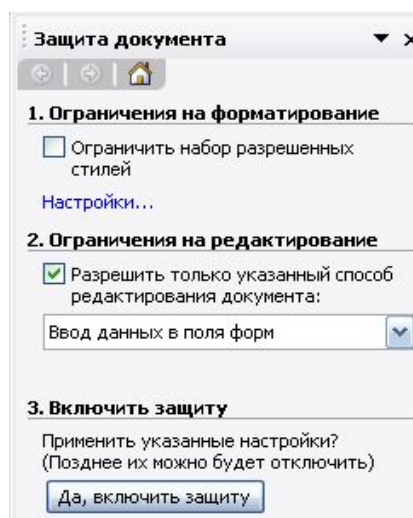 Защита документа
1. Ограничения на форматирование
Ограничить набор разрешенных
стилей
Настройки...
2. Ограничения на редактирование
Разрешить только указанный способ
редактирования документа:
Ввод данных в поля форм
3. Включить защиту
Применить указанные настройки?
(Позднее их можно будет отключить)
Да, включить защиту